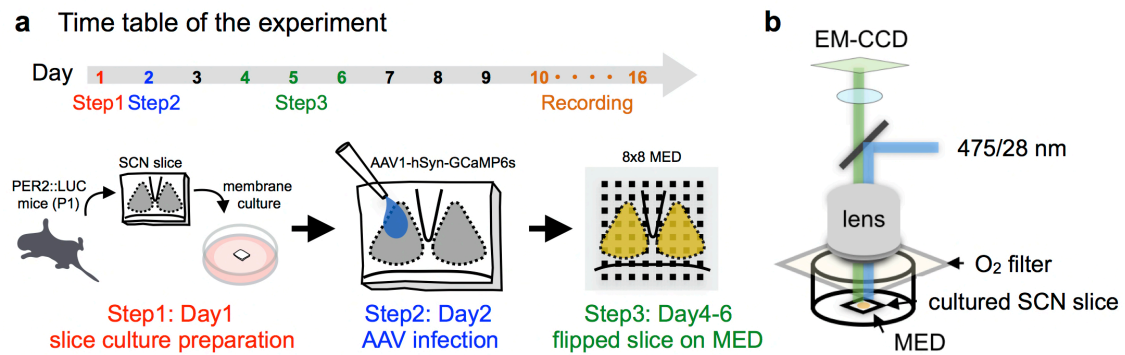 a Time table of the experiment
Day 1 2 3 4 5 6 7 8 9 10 · · · · 16
Step1 Step2 Step3 Recording
PER2::LUC
mice (P1)
SCN slice
membrane
culture
AAV1-hSyn-GCaMP6s
8x8 MED
Step1: Day1
slice culture preparation
Step2: Day2
AAV infection
Step3: Day4-6
flipped slice on MED
b
EM-CCD
475/28 nm
lens
O₂ filter
cultured SCN slice
MED